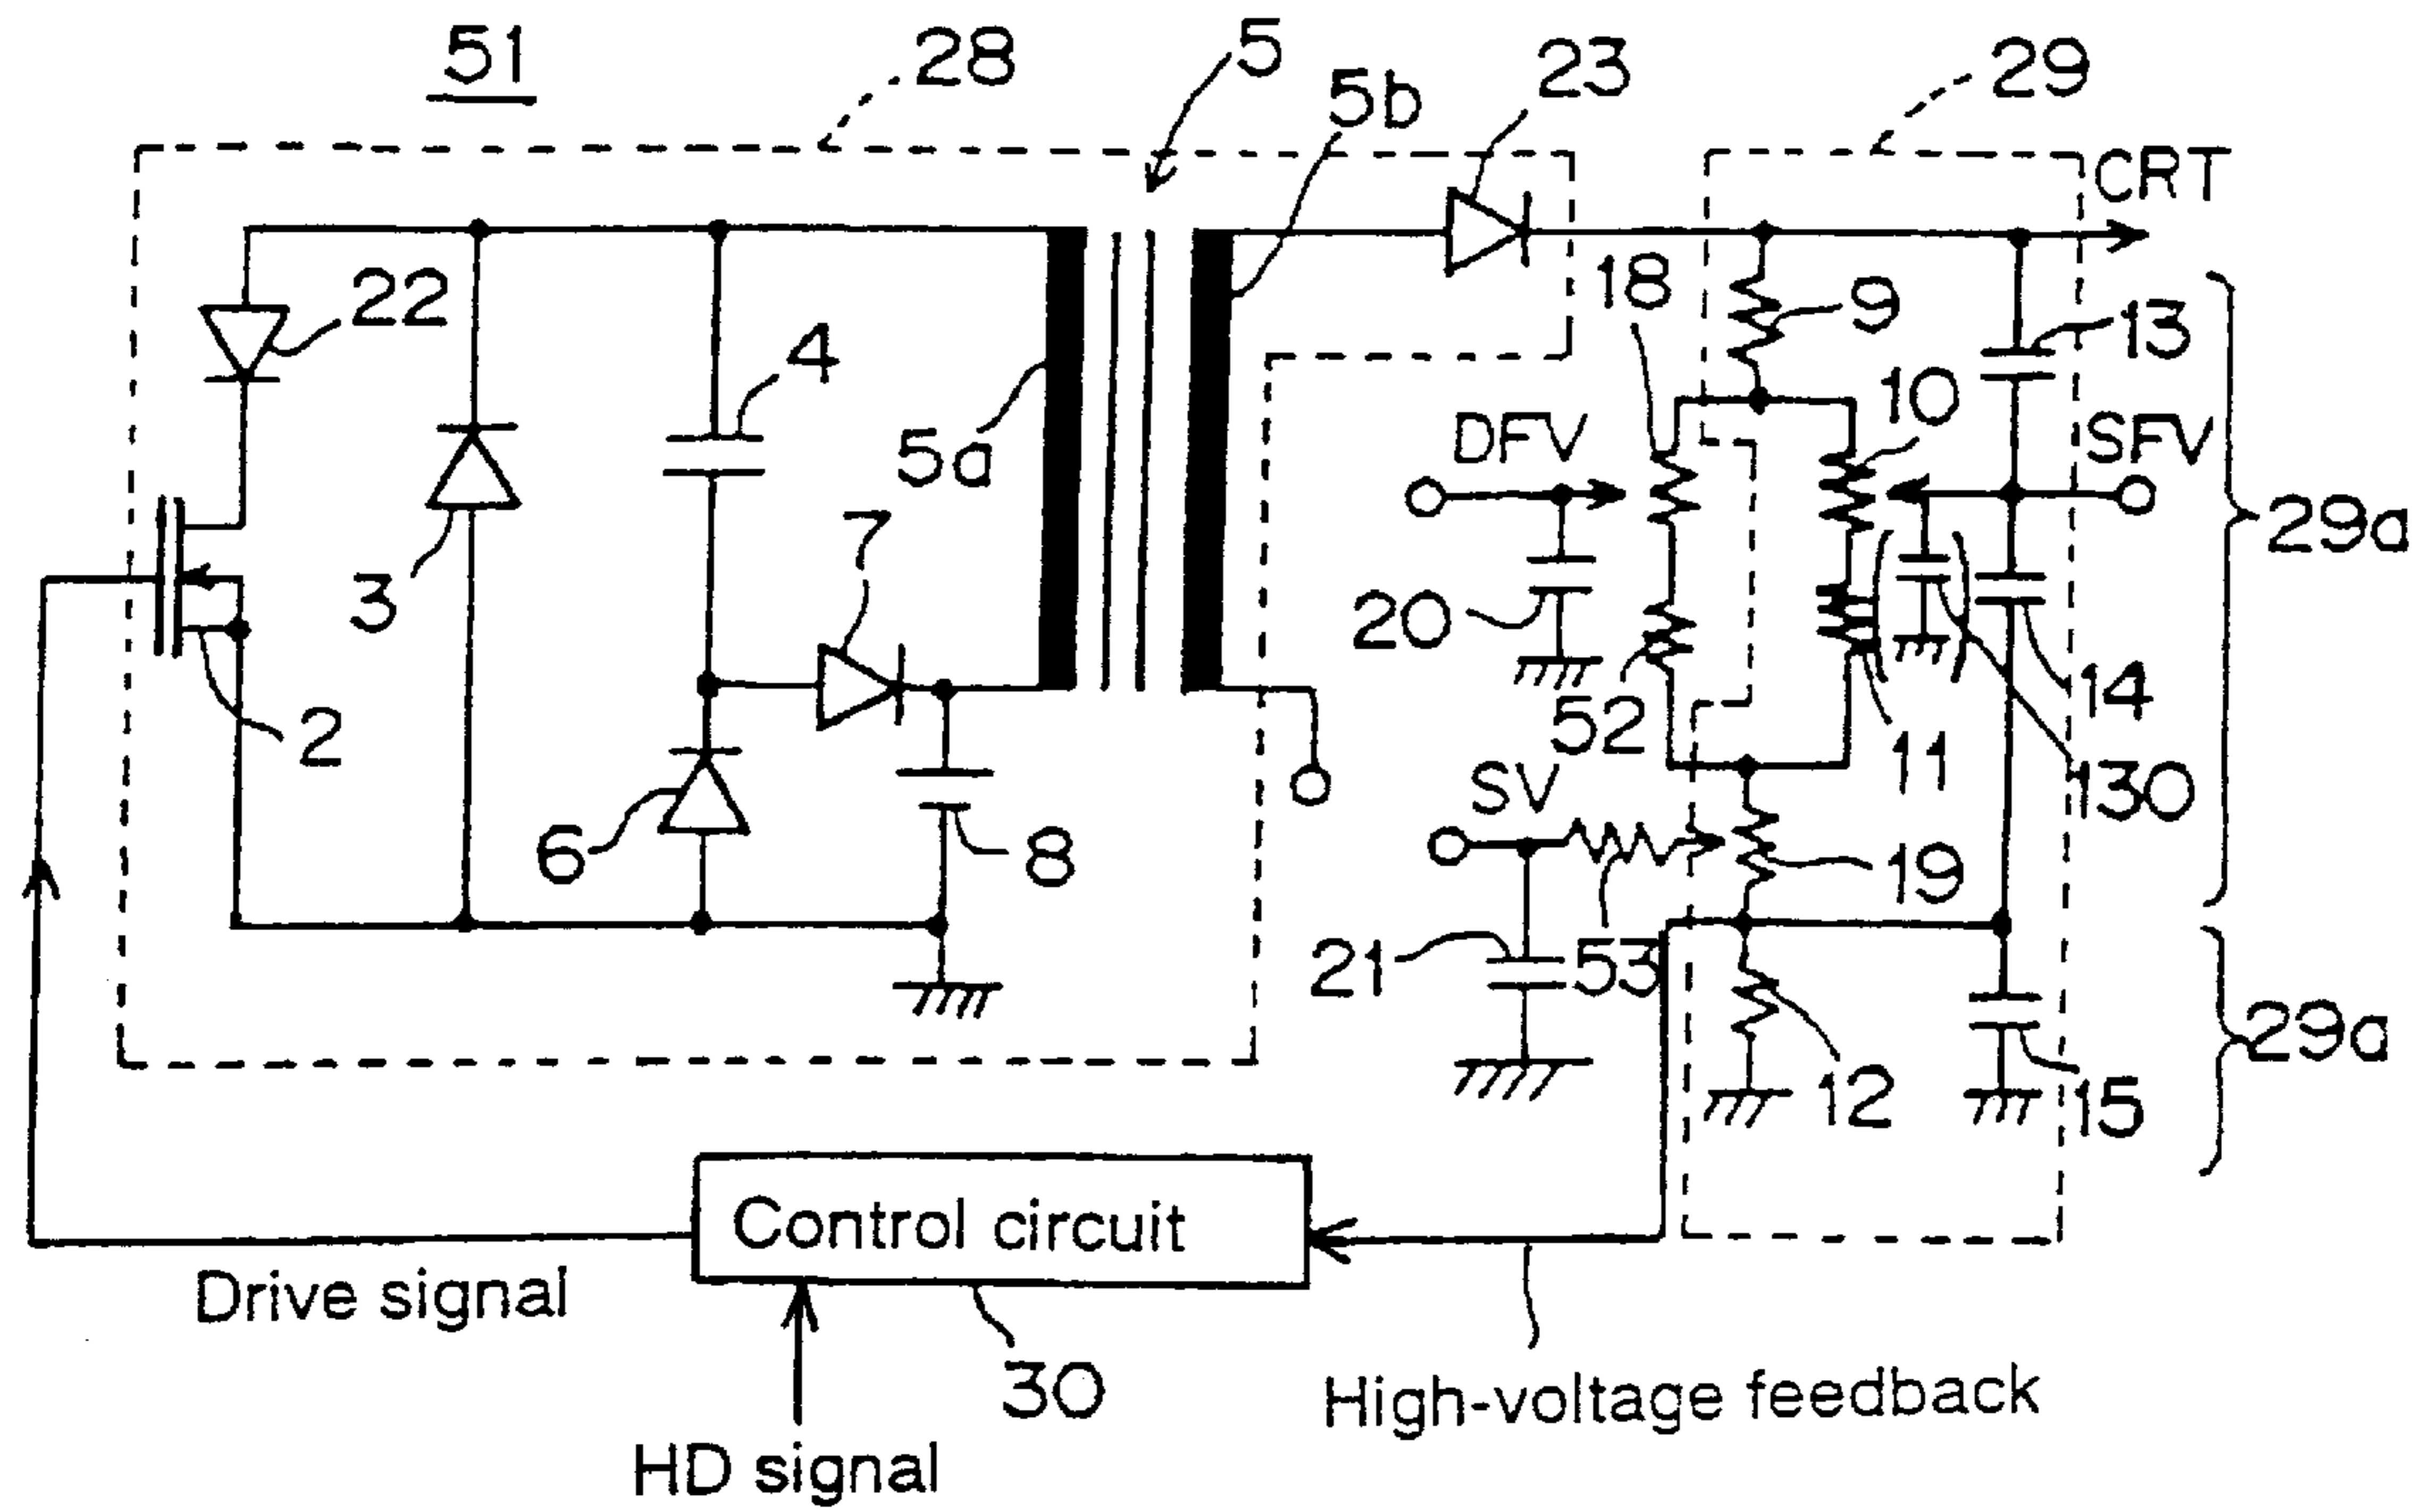 51
28
5
5b
23
29
CRT
22
4
5a
18
9
13
10
DFV
SFV
29a
3
7
20
2
52
14
11
130
6
8
SV
19
21
53
29a
12
15
Control circuit
Drive signal
30
High-voltage feedback
HD signal